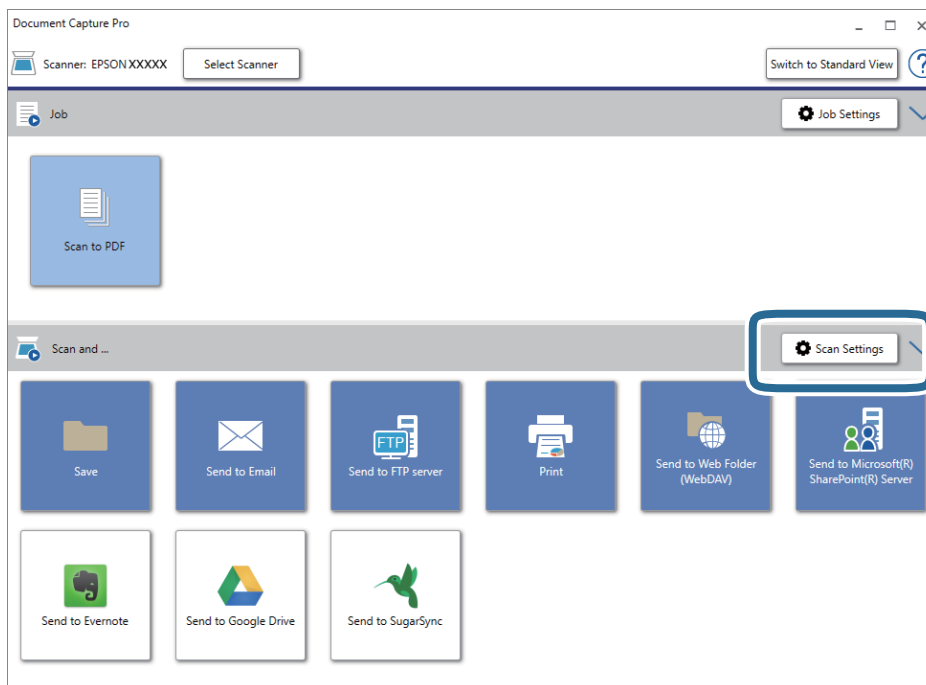 Document Capture Pro
Scanner: EPSON XXXXX
Select Scanner
Switch to Standard View
?
Job
Job Settings
Scan to PDF
Scan and ...
Scan Settings
Save
Send to Email
FTP
Send to FTP server
Print
Send to Web Folder
(WebDAV)
Send to Microsoft(R)
SharePoint(R) Server
Send to Evernote
Send to Google Drive
Send to SugarSync